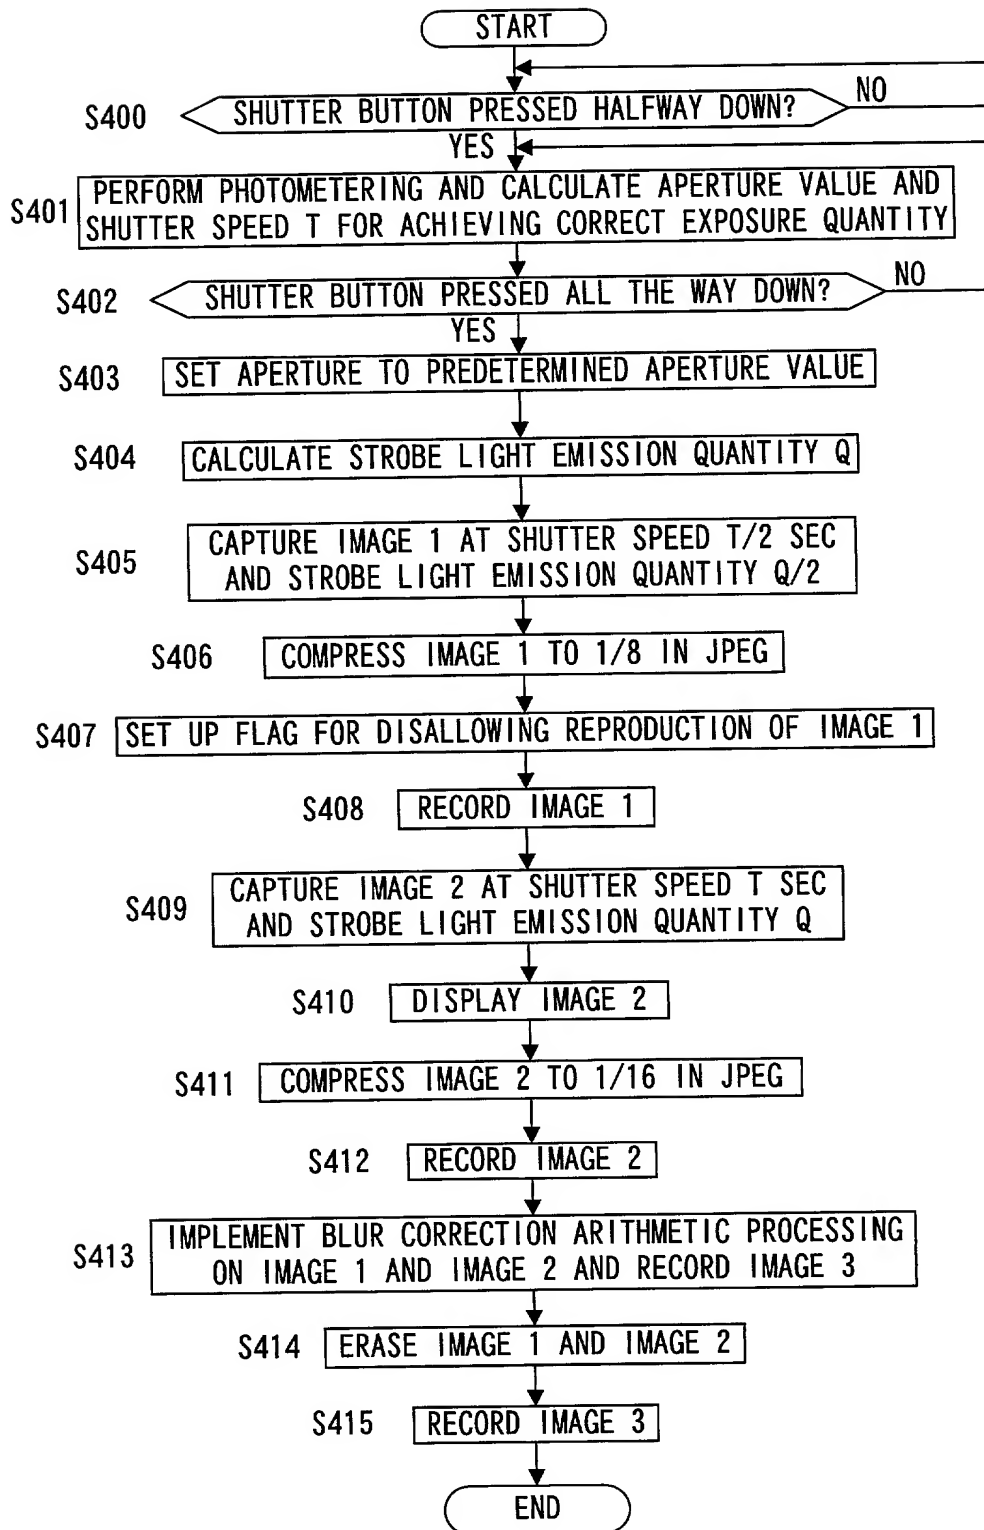 START
S400 SHUTTER BUTTON PRESSED HALFWAY DOWN? NO
YES
S401 PERFORM PHOTOMETERING AND CALCULATE APERTURE VALUE AND
SHUTTER SPEED T FOR ACHIEVING CORRECT EXPOSURE QUANTITY
S402 SHUTTER BUTTON PRESSED ALL THE WAY DOWN? NO
YES
S403 SET APERTURE TO PREDETERMINED APERTURE VALUE
S404 CALCULATE STROBE LIGHT EMISSION QUANTITY Q
S405 CAPTURE IMAGE 1 AT SHUTTER SPEED T/2 SEC
AND STROBE LIGHT EMISSION QUANTITY Q/2
S406 COMPRESS IMAGE 1 TO 1/8 IN JPEG
S407 SET UP FLAG FOR DISALLOWING REPRODUCTION OF IMAGE 1
S408 RECORD IMAGE 1
S409 CAPTURE IMAGE 2 AT SHUTTER SPEED T SEC
AND STROBE LIGHT EMISSION QUANTITY Q
S410 DISPLAY IMAGE 2
S411 COMPRESS IMAGE 2 TO 1/16 IN JPEG
S412 RECORD IMAGE 2
S413 IMPLEMENT BLUR CORRECTION ARITHMETIC PROCESSING
ON IMAGE 1 AND IMAGE 2 AND RECORD IMAGE 3
S414 ERASE IMAGE 1 AND IMAGE 2
S415 RECORD IMAGE 3
END